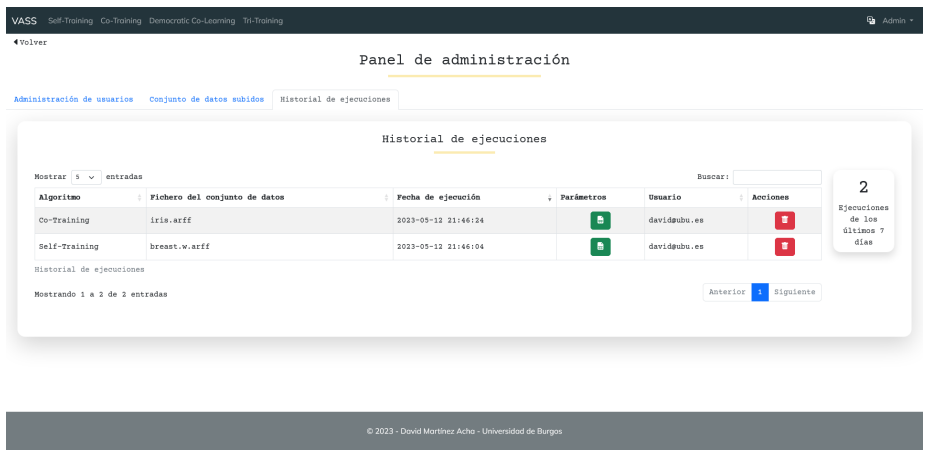 VASS Self-Training Co-Training Democratic Co-Learning Tri-Training Admin
Volver
Panel de administración
Administración de usuarios Conjunto de datos subidos Historial de ejecuciones
Historial de ejecuciones
Mostrar 5 entradas Buscar:
Algoritmo Fichero del conjunto de datos Fecha de ejecución Parámetros Usuario Acciones
Co-Training iris.arff 2023-05-12 21:46:24 david@ubu.es
Self-Training breast.w.arff 2023-05-12 21:46:04 david@ubu.es
Historial de ejecuciones
Mostrando 1 a 2 de 2 entradas
Anterior 1 Siguiente
2
Ejecuciones
de los
últimos 7
días
© 2023 - David Martínez Acha - Universidad de Burgos